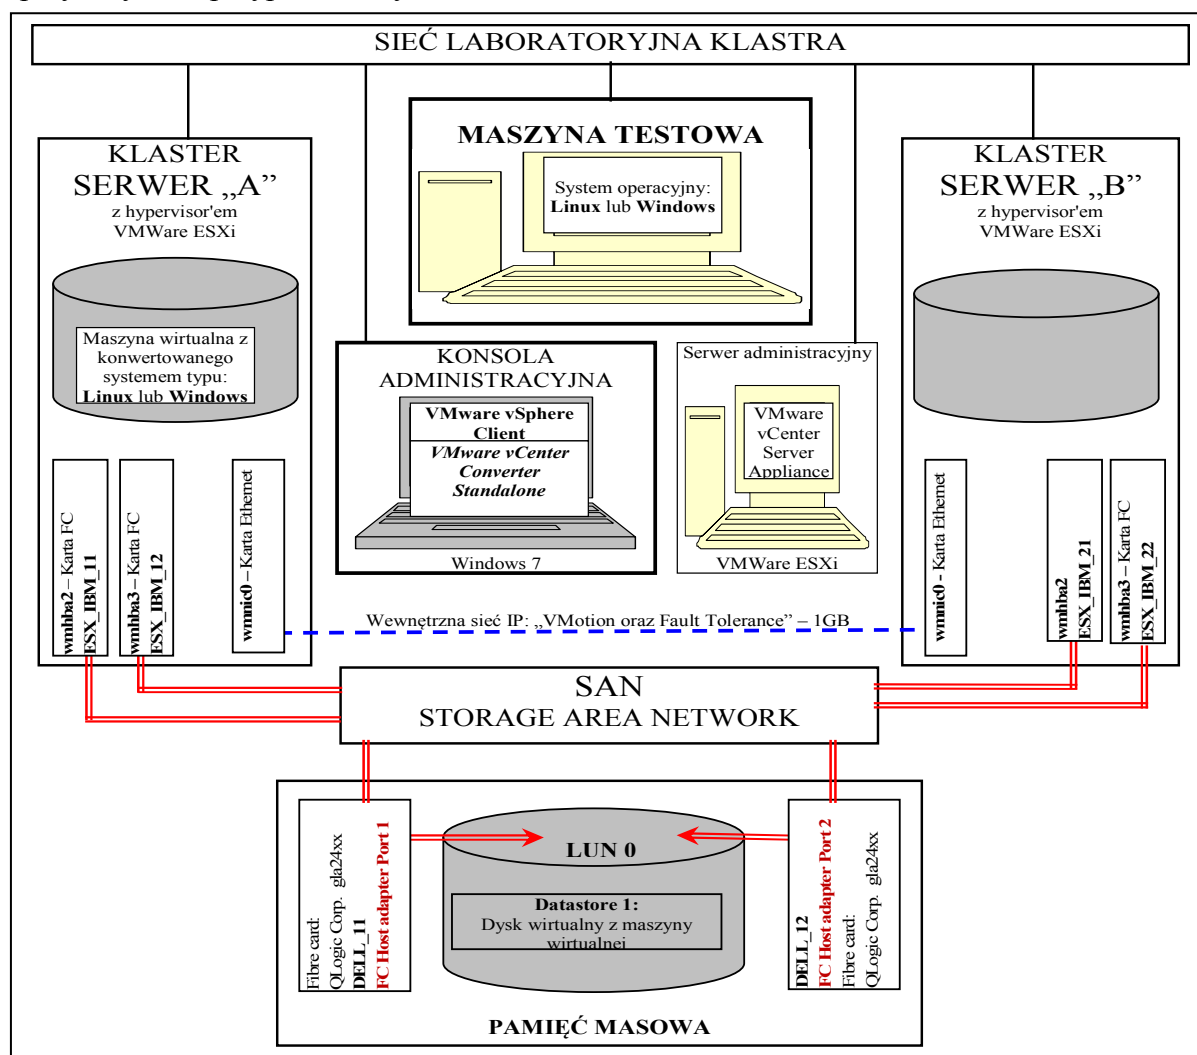 SIEĆ LABORATORYJNA KLASTRA
KLASTER
SERWER „A”
z hypervisor'em
VMWare ESXi
Maszyna wirtualna z
konwertowanego
systemem typu:
Linux lub Windows
wmhba2 – Karta FC
ESX_IBM_11
wmhba3 – Karta FC
ESX_IBM_12
wmnic0 – Karta Ethernet
MASZYNA TESTOWA
System operacyjny:
Linux lub Windows
KONSOLA
ADMINISTRACYJNA
VMware vSphere
Client
VMware vCenter
Converter
Standalone
Windows 7
Serwer administracyjny
VMware
vCenter
Server
Appliance
VMWare ESXi
KLASTER
SERWER „B”
z hypervisor'em
VMWare ESXi
wmnic0 - Karta Ethernet
wmhba2
ESX_IBM_21
wmhba3 – Karta FC
ESX_IBM_22
Wewnętrzna sieć IP: „VMotion oraz Fault Tolerance” – 1GB
SAN
STORAGE AREA NETWORK
Fibre card:
QLogic Corp. gla24xx
DELL_11
FC Host adapter Port 1
LUN 0
Datastore 1:
Dysk wirtualny z maszyny
wirtualnej
DELL_12
FC Host adapter Port 2
Fibre card:
QLogic Corp. gla24xx
PAMIĘĆ MASOWA